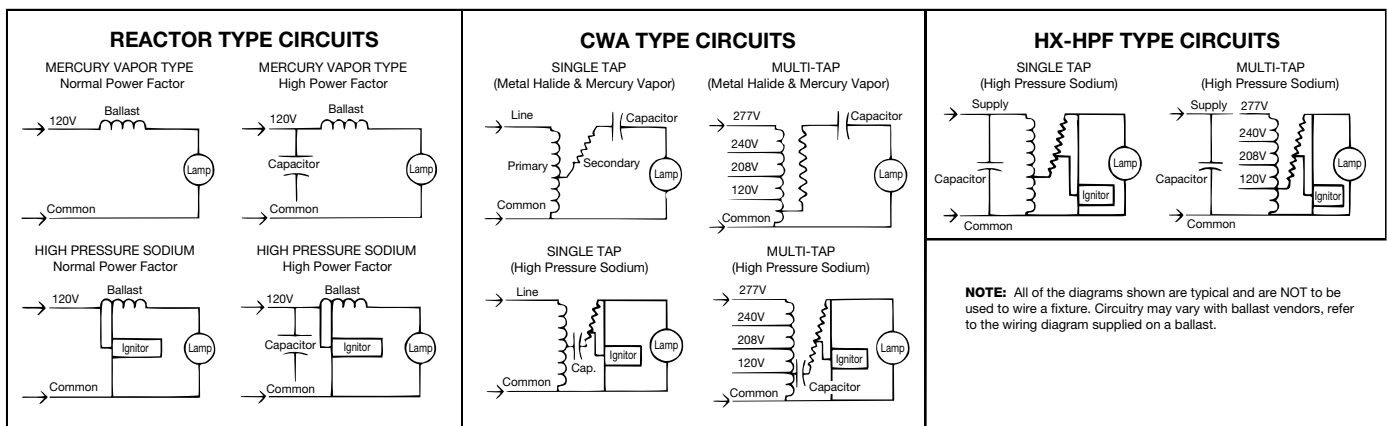 REACTOR TYPE CIRCUITS
MERCURY VAPOR TYPE
Normal Power Factor
Ballast
120V
Lamp
Common
MERCURY VAPOR TYPE
High Power Factor
Ballast
120V
Capacitor
Lamp
Common
HIGH PRESSURE SODIUM
Normal Power Factor
Ballast
120V
Ignitor
Lamp
Common
HIGH PRESSURE SODIUM
High Power Factor
Ballast
120V
Capacitor
Ignitor
Lamp
Common
CWA TYPE CIRCUITS
SINGLE TAP
(Metal Halide & Mercury Vapor)
Line
Capacitor
Primary
Secondary
Lamp
Common
MULTI-TAP
(Metal Halide & Mercury Vapor)
277V
Capacitor
240V
208V
120V
Lamp
Common
SINGLE TAP
(High Pressure Sodium)
Line
Cap.
Ignitor
Lamp
Common
MULTI-TAP
(High Pressure Sodium)
277V
240V
208V
120V
Ignitor
Lamp
Capacitor
Common
HX-HPF TYPE CIRCUITS
SINGLE TAP
(High Pressure Sodium)
Supply
Capacitor
Lamp
Ignitor
Common
MULTI-TAP
(High Pressure Sodium)
Supply
277V
240V
208V
120V
Capacitor
Lamp
Ignitor
Common
NOTE: All of the diagrams shown are typical and are NOT to be
used to wire a fixture. Circuitry may vary with ballast vendors, refer
to the wiring diagram supplied on a ballast.